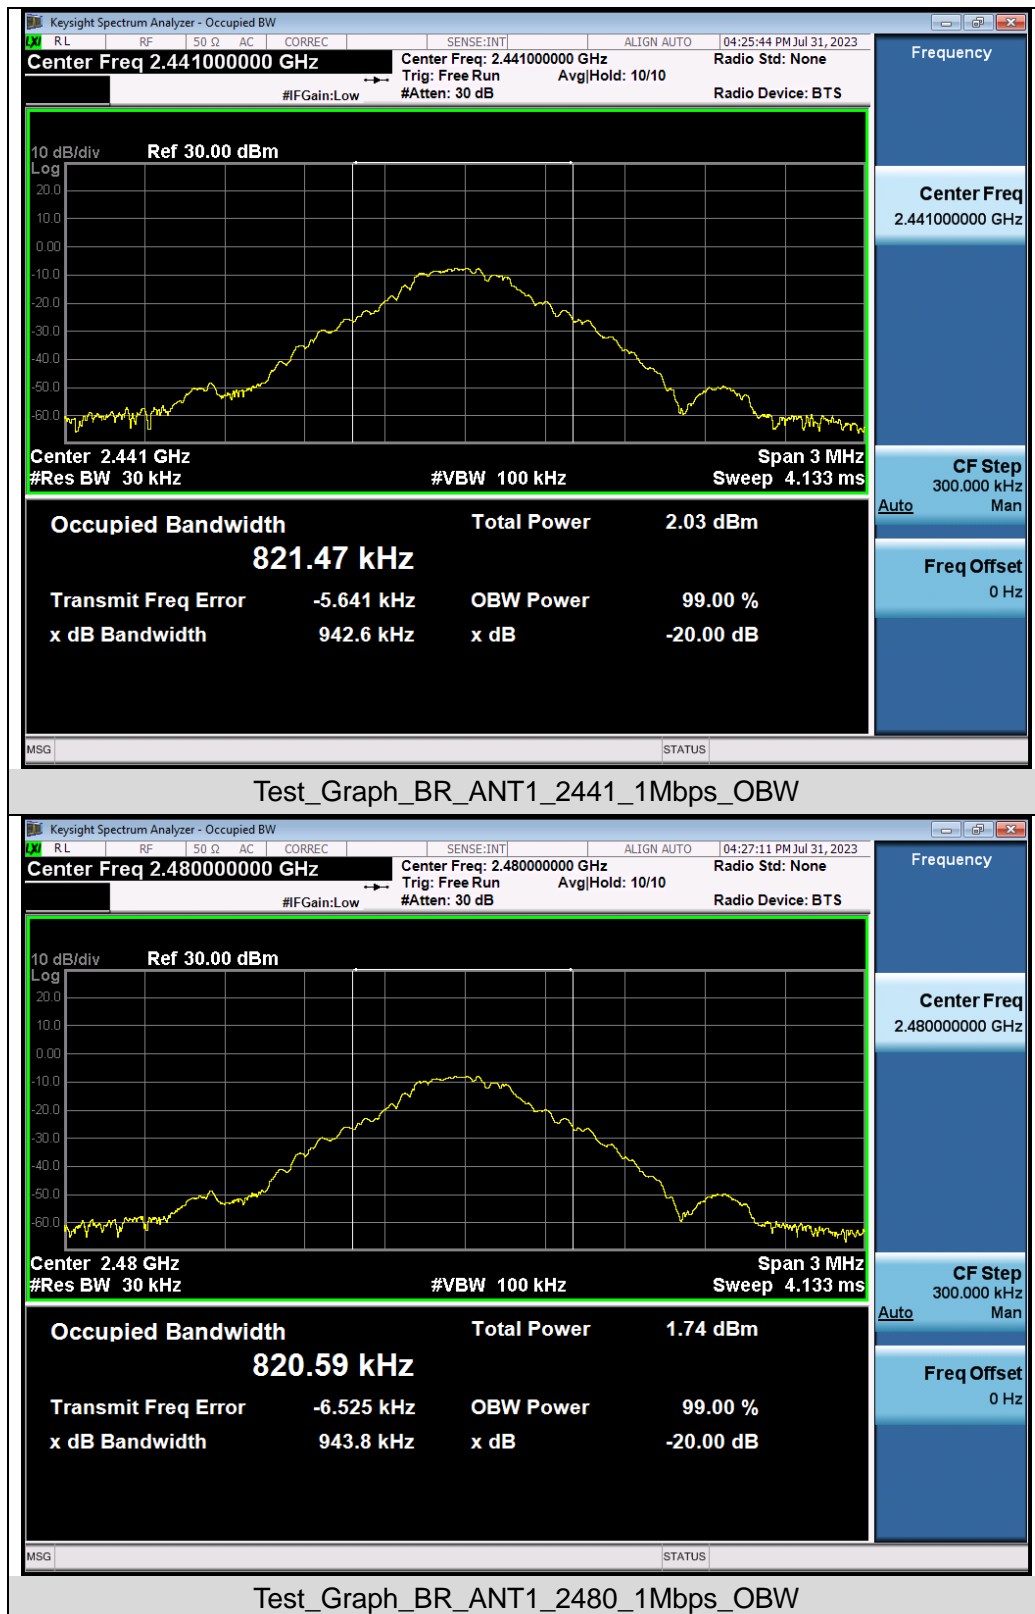 Keysight Spectrum Analyzer - Occupied BW
LXI RL RF 50 Ω AC CORREC SENSE:INT ALIGN AUTO 04:25:44 PM Jul 31, 2023
Center Freq 2.441000000 GHz
Center Freq: 2.441000000 GHz
Radio Std: None
Trig: Free Run Avg|Hold: 10/10
#IFGain:Low #Atten: 30 dB Radio Device: BTS
Frequency
10 dB/div Ref 30.00 dBm
Log
20.0
10.0
0.00
-10.0
-20.0
-30.0
-40.0
-50.0
-60.0
Center 2.441 GHz Span 3 MHz
#Res BW 30 kHz #VBW 100 kHz Sweep 4.133 ms
Center Freq
2.441000000 GHz
CF Step
300.000 kHz
Auto Man
Freq Offset
0 Hz
Occupied Bandwidth Total Power 2.03 dBm
821.47 kHz
Transmit Freq Error -5.641 kHz OBW Power 99.00 %
x dB Bandwidth 942.6 kHz x dB -20.00 dB
MSG STATUS
Test_Graph_BR_ANT1_2441_1Mbps_OBW
Keysight Spectrum Analyzer - Occupied BW
LXI RL RF 50 Ω AC CORREC SENSE:INT ALIGN AUTO 04:27:11 PM Jul 31, 2023
Center Freq 2.480000000 GHz
Center Freq: 2.480000000 GHz
Radio Std: None
Trig: Free Run Avg|Hold: 10/10
#IFGain:Low #Atten: 30 dB Radio Device: BTS
Frequency
10 dB/div Ref 30.00 dBm
Log
20.0
10.0
0.00
-10.0
-20.0
-30.0
-40.0
-50.0
-60.0
Center 2.48 GHz Span 3 MHz
#Res BW 30 kHz #VBW 100 kHz Sweep 4.133 ms
Center Freq
2.480000000 GHz
CF Step
300.000 kHz
Auto Man
Freq Offset
0 Hz
Occupied Bandwidth Total Power 1.74 dBm
820.59 kHz
Transmit Freq Error -6.525 kHz OBW Power 99.00 %
x dB Bandwidth 943.8 kHz x dB -20.00 dB
MSG STATUS
Test_Graph_BR_ANT1_2480_1Mbps_OBW